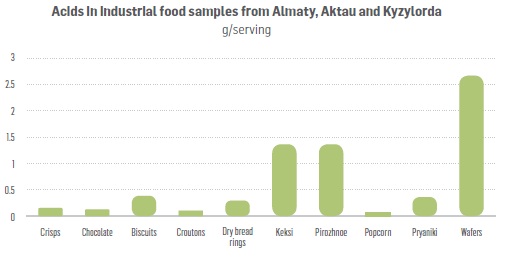 Acids in industrial food samples from Almaty, Aktau and Kyzylorda
g/serving
3
2.5
2
1.5
1
0.5
0
Crisps
Chocolate
Biscuits
Croutons
Dry bread
rings
Keksi
Pirozhnoe
Popcorn
Pryaniki
Wafers